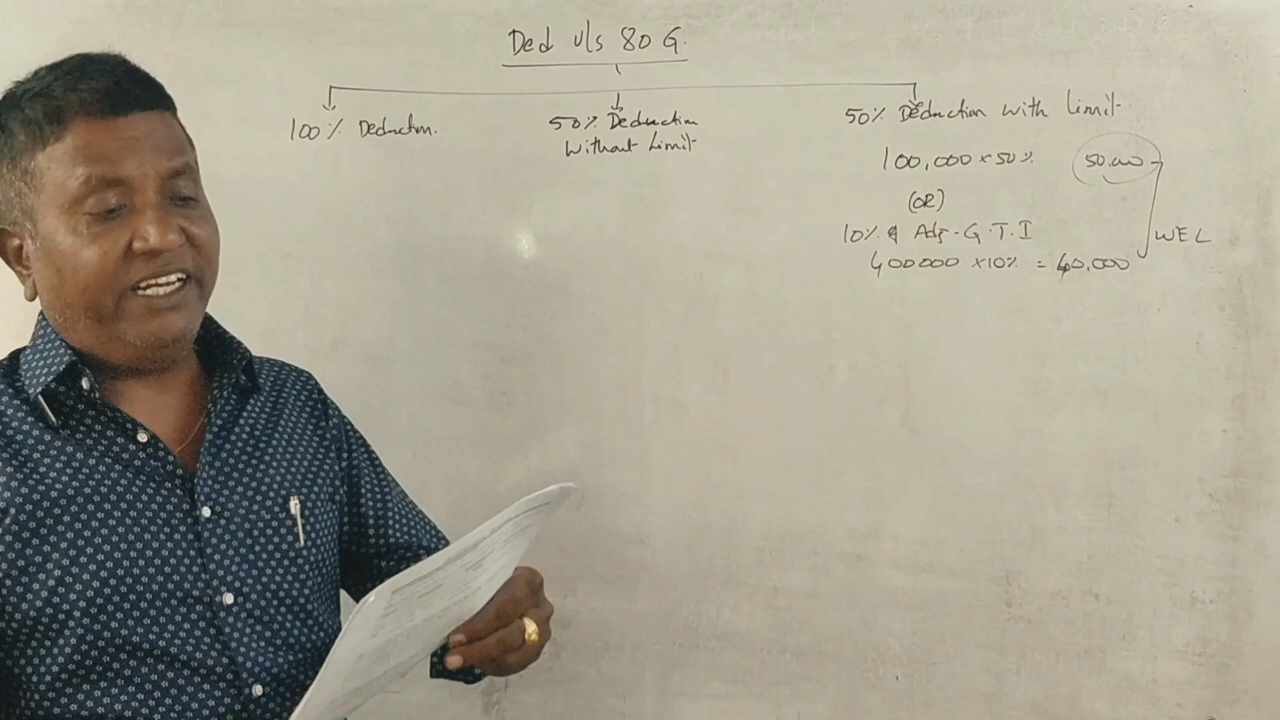 Ded u/s 80 G.
100% Deduction.
50% Deduction
Without Limit
50% Deduction with Limit
100,000 x 50% 50,000
(OR)
10% of Adj-G.T.I
WEL
400000 x10% = 40,000